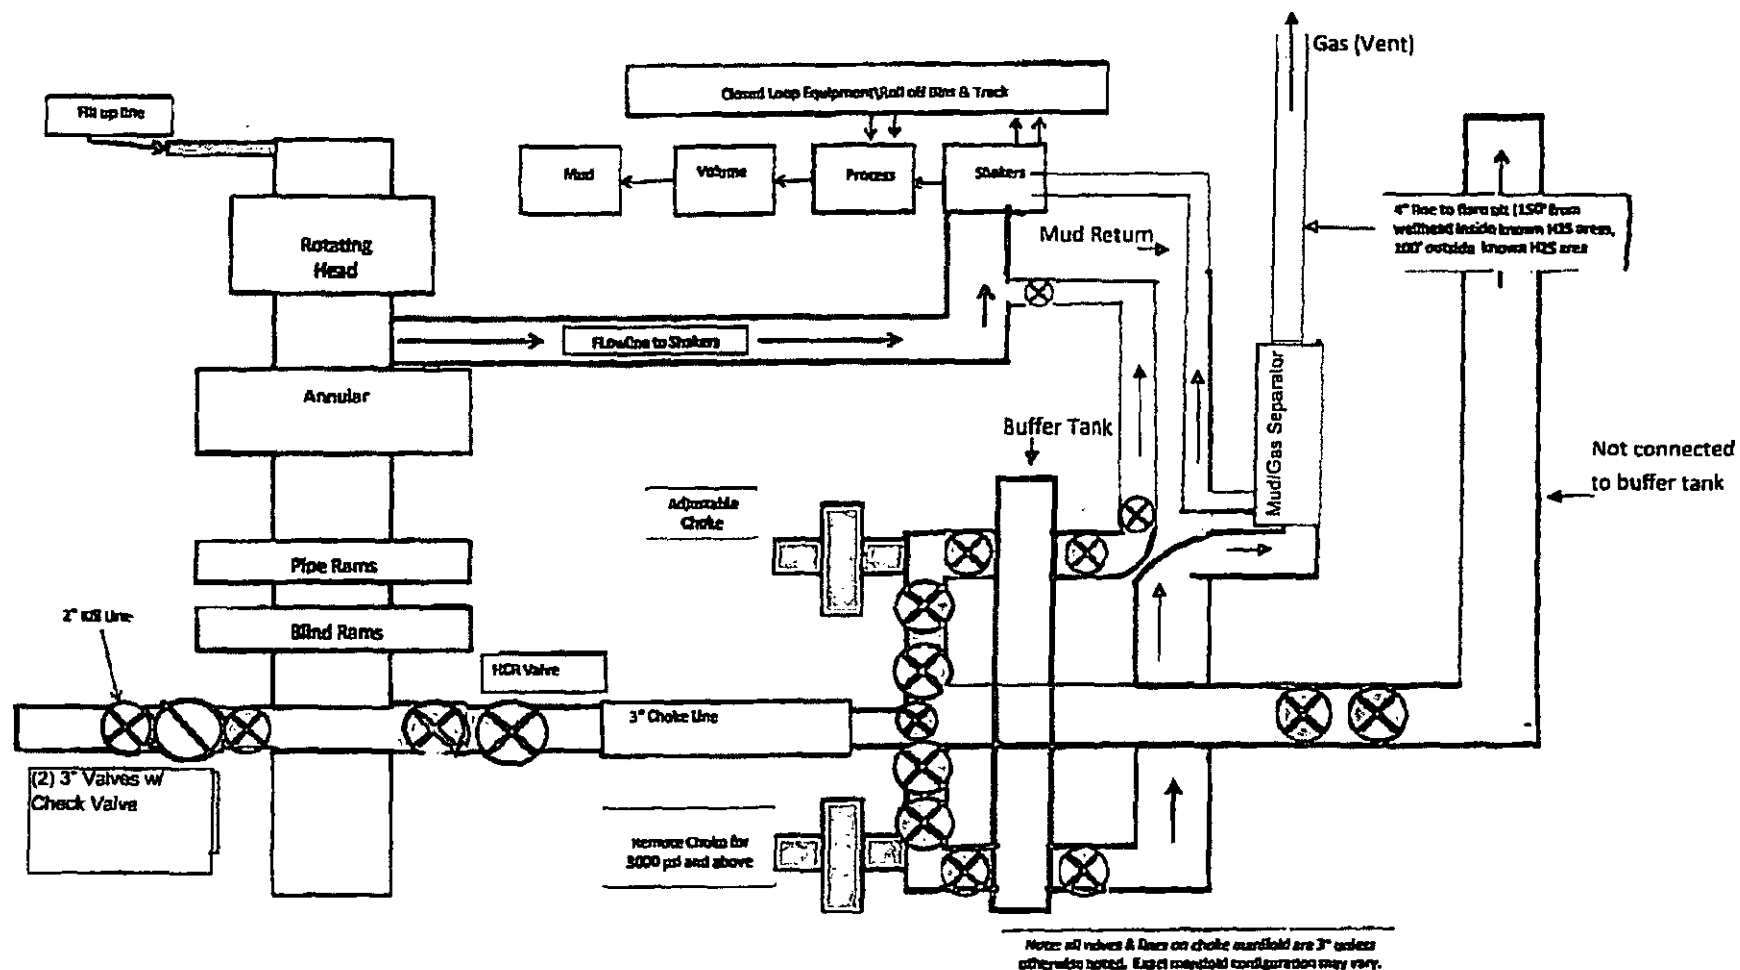 Gas (Vent)
Closed Loop Equipment\Roll off Bins & Track
Fill up line
Mud
Volume
Process
Shakers
4" line to flare pit (150' from
wellhead inside known H2S areas,
100' outside known H2S area
Mud Return
Rotating
Head
FLowline to Shakers
Annular
Buffer Tank
Mud/Gas Separator
Not connected
to buffer tank
Adjustable
Choke
Pipe Rams
2" Kill Line
Blind Rams
HCR Valve
3" Choke Line
(2) 3" Valves w/
Check Valve
Remote Choke for
3000 psi and above
Note: all valves & lines on choke manifold are 3" unless
otherwise noted. Exact manifold configuration may vary.